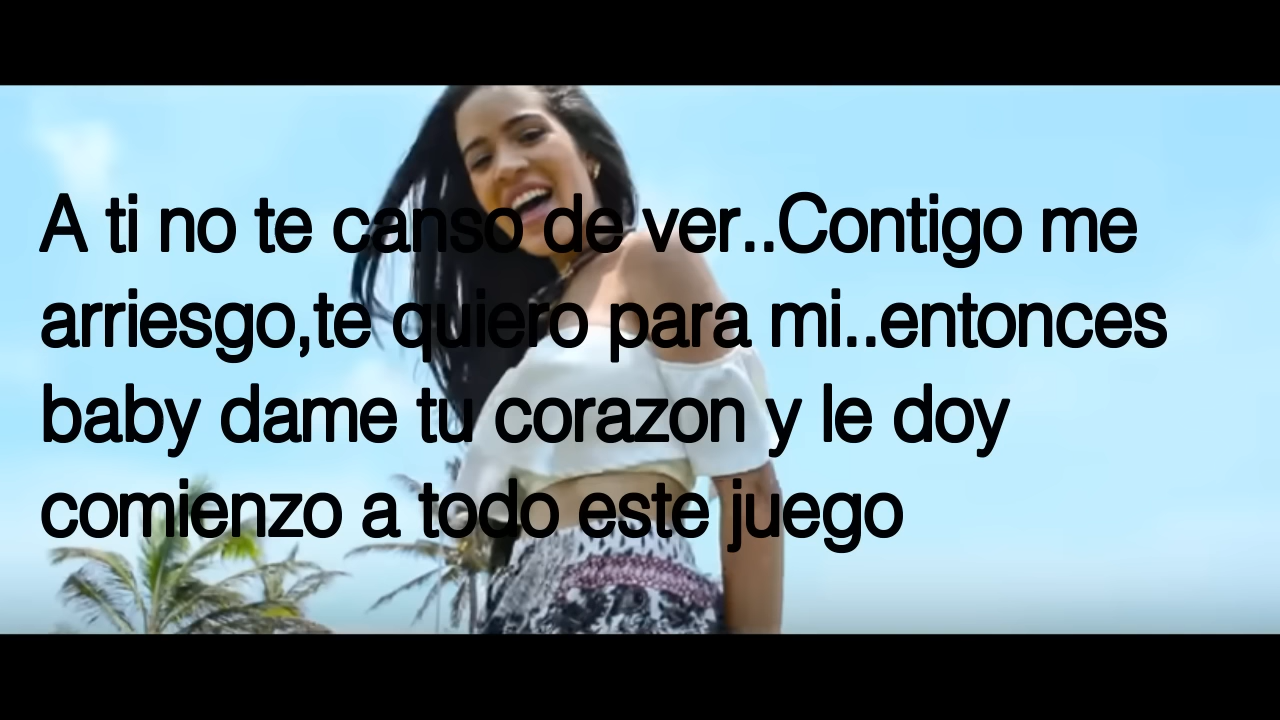 A ti no te canso de ver..Contigo me
arriesgo,te quiero para mi..entonces
baby dame tu corazon y le doy
comienzo a todo este juego